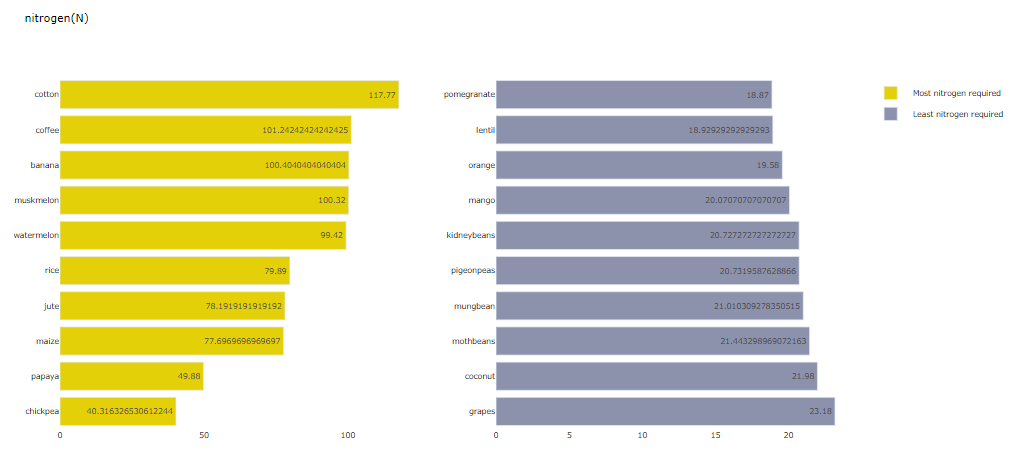 nitrogen(N)
cotton 117.77
coffee 101.24242424242425
banana 100.4040404040404
muskmelon 100.32
watermelon 99.42
rice 79.89
jute 78.1919191919192
maize 77.6969696969697
papaya 49.88
chickpea 40.316326530612244
0 50 100
pomegranate 18.87
lentil 18.92929292929293
orange 19.58
mango 20.07070707070707
kidneybeans 20.727272727272727
pigeonpeas 20.7319587628866
mungbean 21.010309278350515
mothbeans 21.443298969072163
coconut 21.98
grapes 23.18
0 5 10 15 20
Most nitrogen required
Least nitrogen required